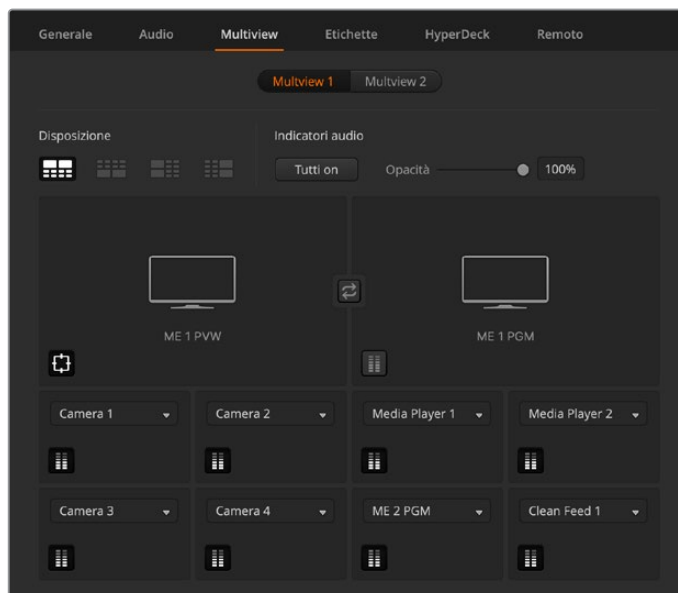 Generale Audio Multiview Etichette HyperDeck Remoto
Multview 1 Multview 2
Disposizione Indicatori audio
Tutti on Opacità 100%
ME 1 PVW ME 1 PGM
Camera 1 Camera 2 Media Player 1 Media Player 2
Camera 3 Camera 4 ME 2 PGM Clean Feed 1